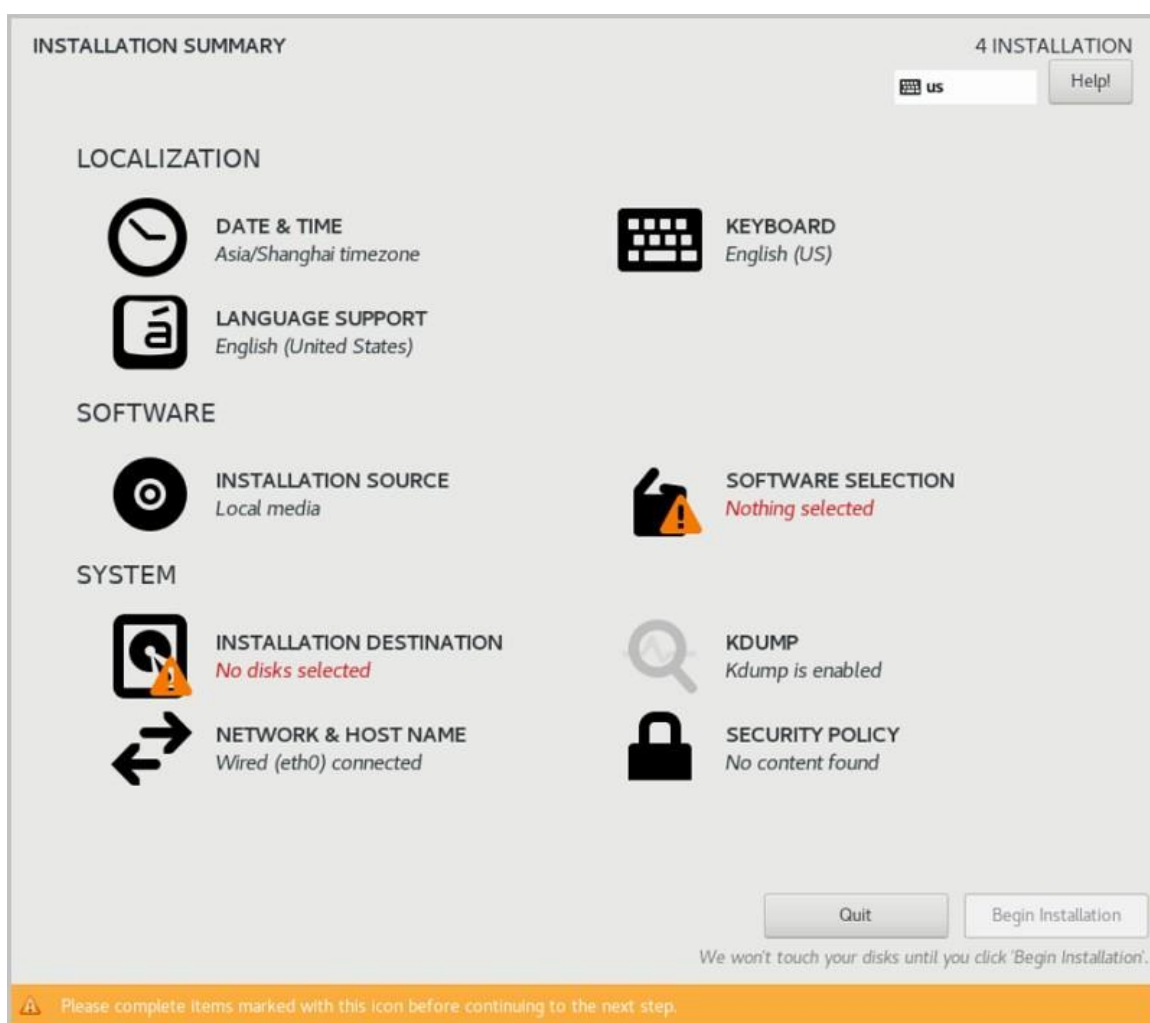 INSTALLATION SUMMARY
4 INSTALLATION
us
Help!
LOCALIZATION
DATE & TIME
Asia/Shanghai timezone
KEYBOARD
English (US)
á
LANGUAGE SUPPORT
English (United States)
SOFTWARE
INSTALLATION SOURCE
Local media
SOFTWARE SELECTION
Nothing selected
SYSTEM
INSTALLATION DESTINATION
No disks selected
KDUMP
Kdump is enabled
NETWORK & HOST NAME
Wired (eth0) connected
SECURITY POLICY
No content found
Quit
Begin Installation
We won't touch your disks until you click 'Begin Installation'.
Please complete items marked with this icon before continuing to the next step.